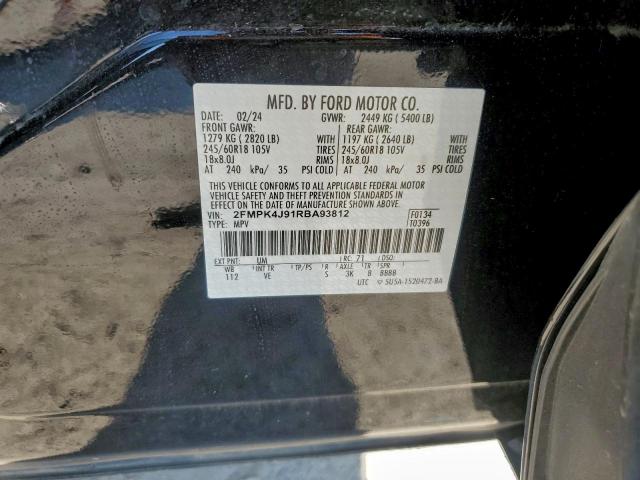 MFD. BY FORD MOTOR CO.
DATE: 02/24 GVWR: 2449 KG ( 5400 LB)
FRONT GAWR: REAR GAWR:
1279 KG ( 2820 LB) WITH 1197 KG ( 2640 LB) WITH
245/60R18 105V TIRES 245/60R18 105V TIRES
18x8.0J RIMS 18x8.0J RIMS
AT 240 kPa/ 35 PSI COLD AT 240 kPa/ 35 PSI COLD
THIS VEHICLE CONFORMS TO ALL APPLICABLE FEDERAL MOTOR
VEHICLE SAFETY AND BUMPER STANDARDS IN EFFECT ON THE DATE OF
MANUFACTURE SHOWN ABOVE.
VIN: 2FMPK4J91RBA93812 F0134
TYPE: MPV T0396
EXT PNT: UM RC: 71 DSO:
WB INT TR TP/PS R AXLE TR SPR
112 VE S 3K B BBBB
UTC 5U5A-1520472-BA